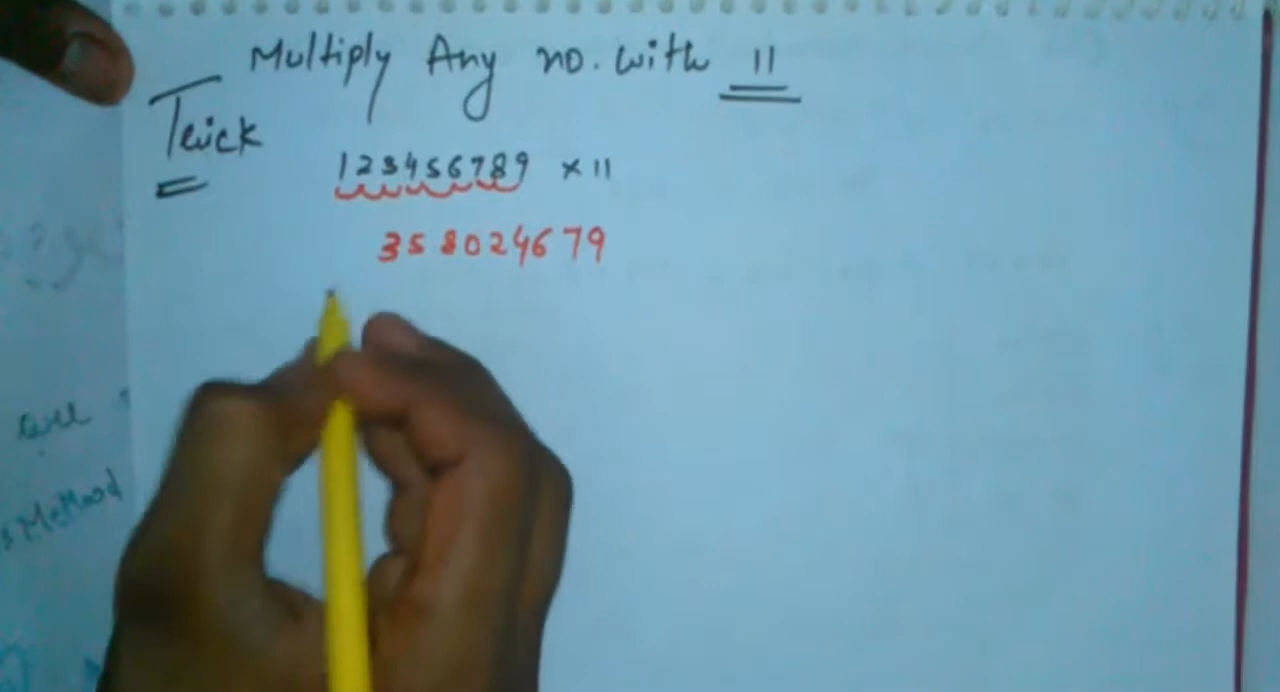 Multiply Any no. with 11
Trick
123456789 × 11
358024679